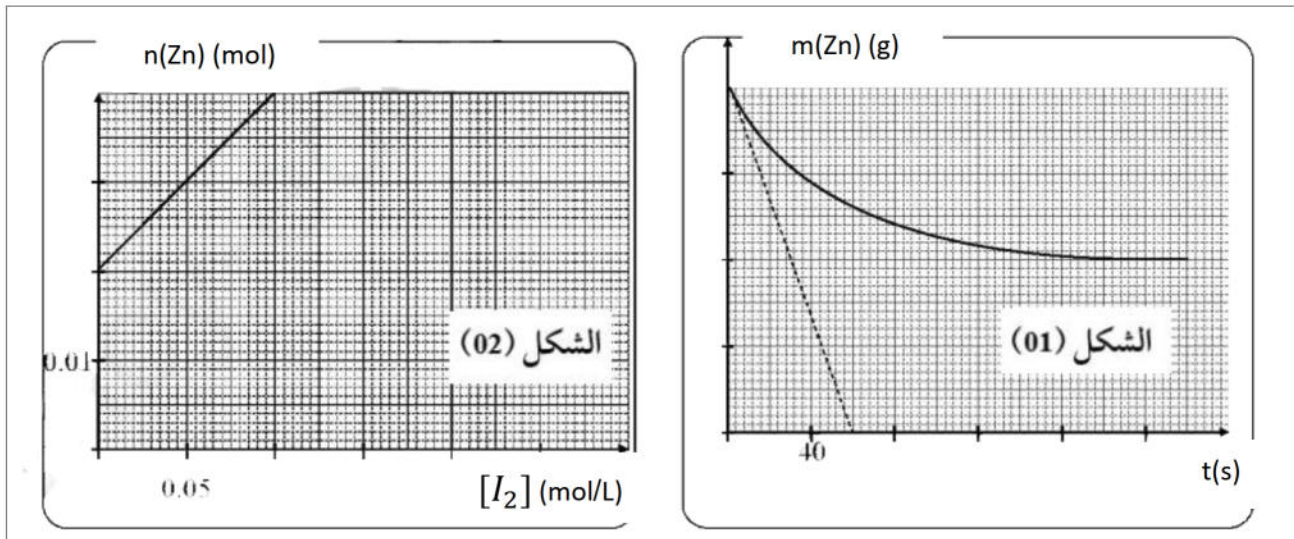 n(Zn) (mol)
0.01
0.05
[I₂] (mol/L)
الشكل (02)
m(Zn) (g)
40
t(s)
الشكل (01)